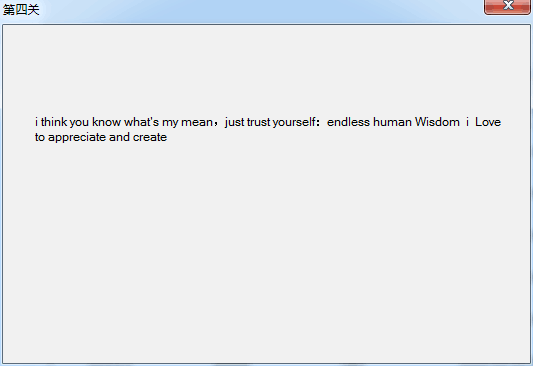 第四关
i think you know what's my mean，just trust yourself：endless human Wisdom  i  Love
to appreciate and create